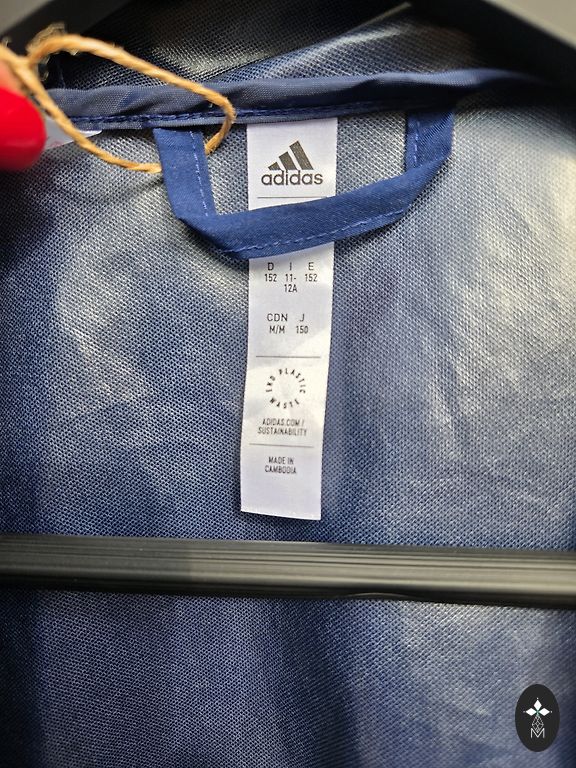 adidas
D I E
152 11- 152
12A
CDN J
M/M 150
END PLASTIC WASTE
ADIDAS.COM/
SUSTAINABILITY
MADE IN
CAMBODIA
M